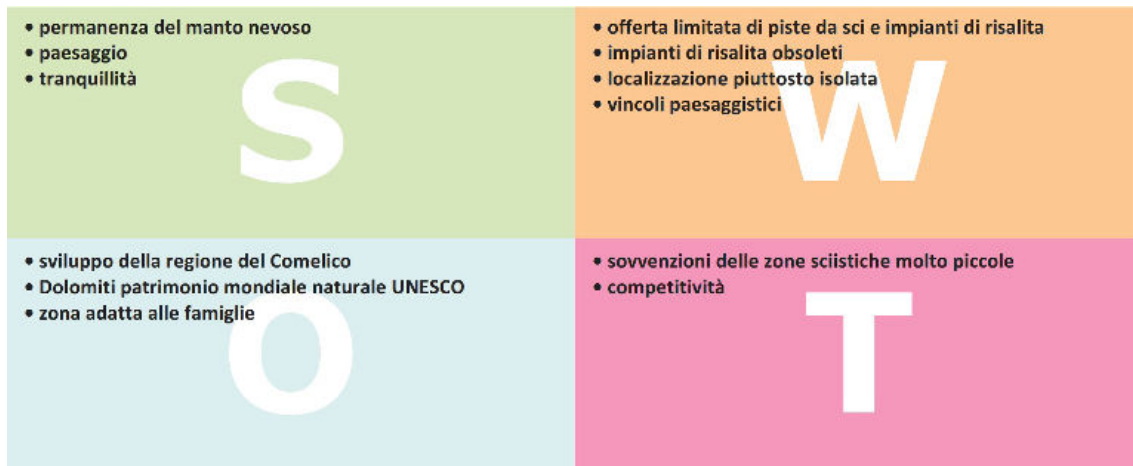 • permanenza del manto nevoso
• paesaggio
• tranquillità
S
• offerta limitata di piste da sci e impianti di risalita
• impianti di risalita obsoleti
• localizzazione piuttosto isolata
• vincoli paesaggistici
W
• sviluppo della regione del Comelico
• Dolomiti patrimonio mondiale naturale UNESCO
• zona adatta alle famiglie
O
• sovvenzioni delle zone sciistiche molto piccole
• competitività
T